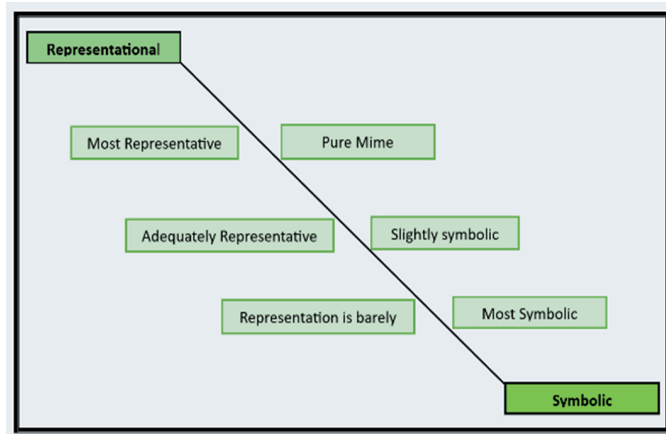 Representational
Most Representative
Pure Mime
Adequately Representative
Slightly symbolic
Representation is barely
Most Symbolic
Symbolic